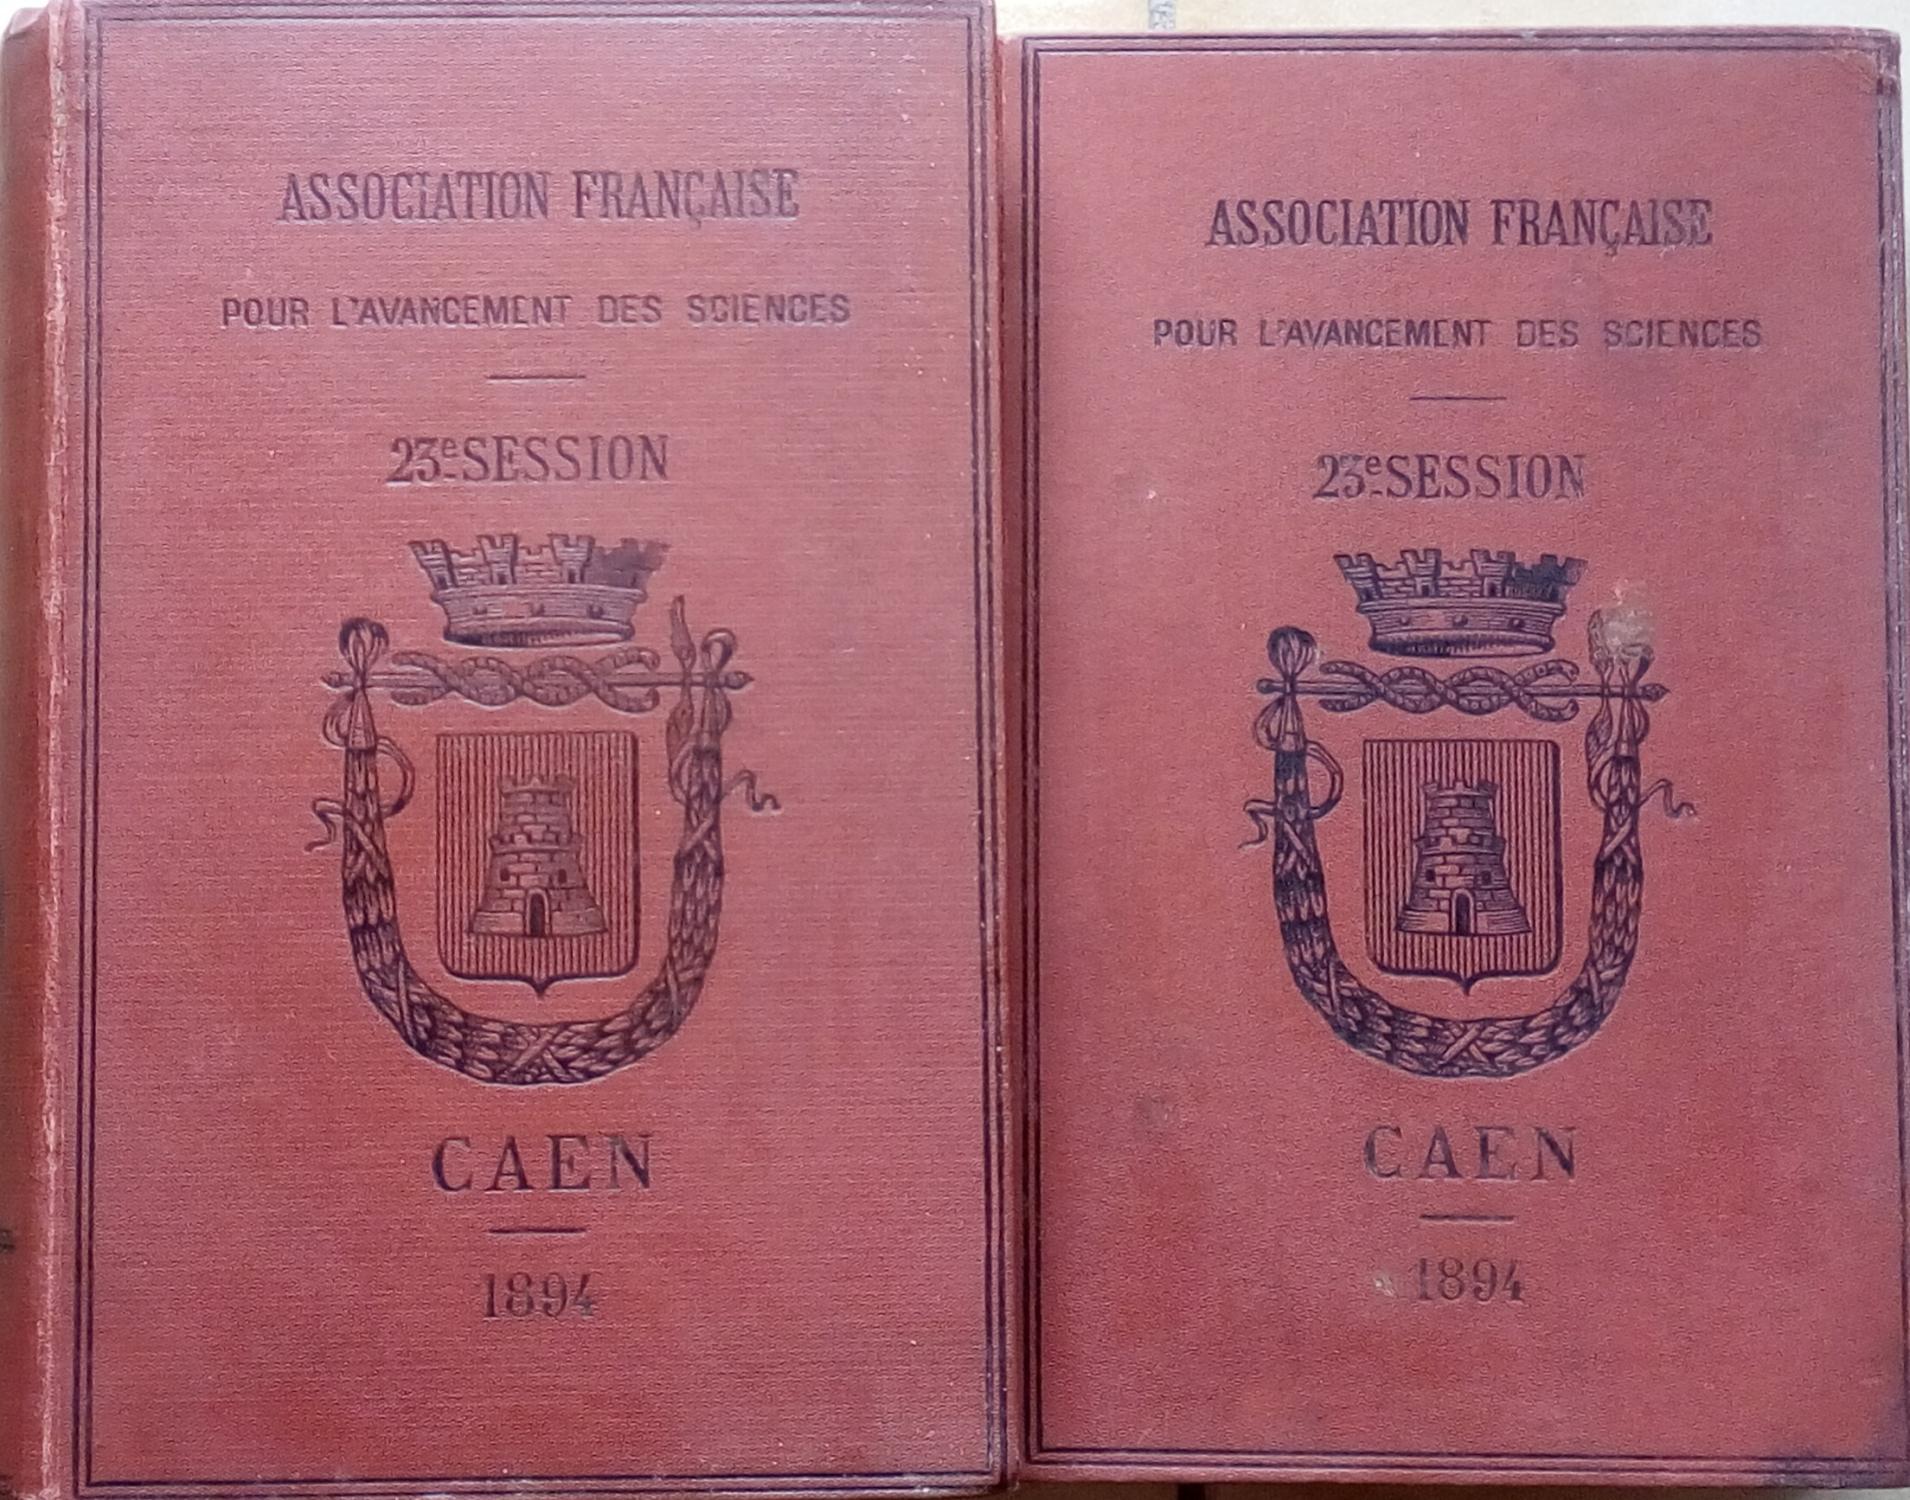 ASSOCIATION FRANÇAISE
POUR L'AVANCEMENT DES SCIENCES
23e SESSION
CAEN
1894
ASSOCIATION FRANÇAISE
POUR L'AVANCEMENT DES SCIENCES
23e SESSION
CAEN
1894